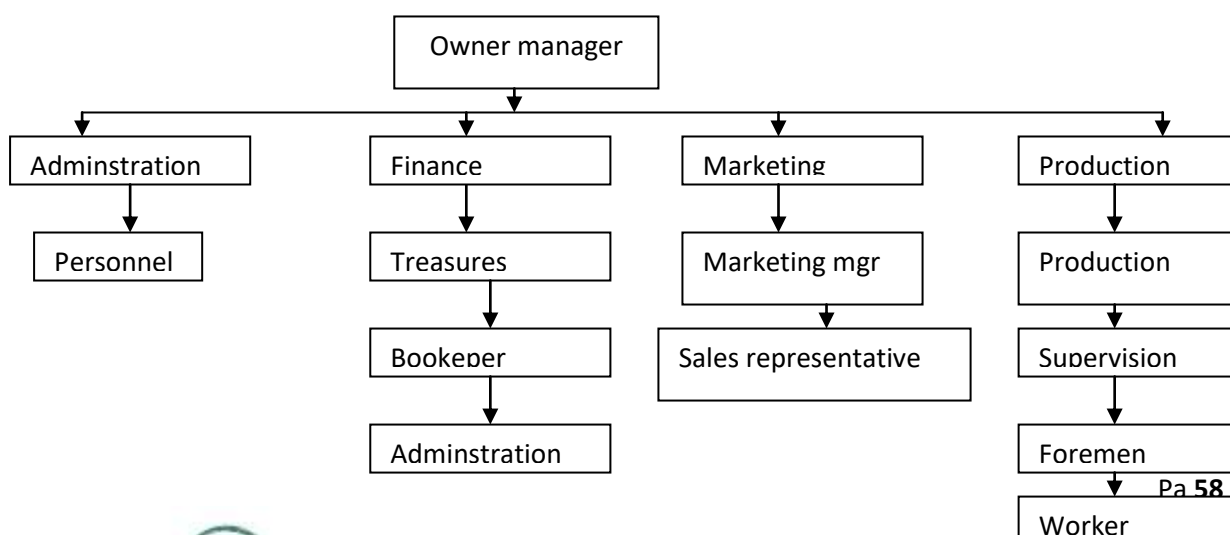 Owner manager
Adminstration
Finance
Marketing
Production
Personnel
Treasures
Marketing mgr
Production
Bookeper
Sales representative
Supervision
Adminstration
Foremen
Pa 58
Worker